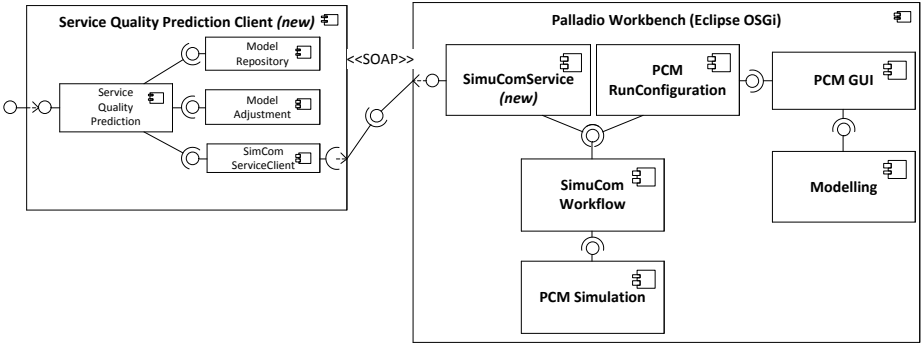 Service Quality Prediction Client (new)
Model
Repository
Service
Quality
Prediction
Model
Adjustment
SimCom
ServiceClient
<<SOAP>>
Palladio Workbench (Eclipse OSGi)
SimuComService
(new)
PCM
RunConfiguration
PCM GUI
SimuCom
Workflow
Modelling
PCM Simulation